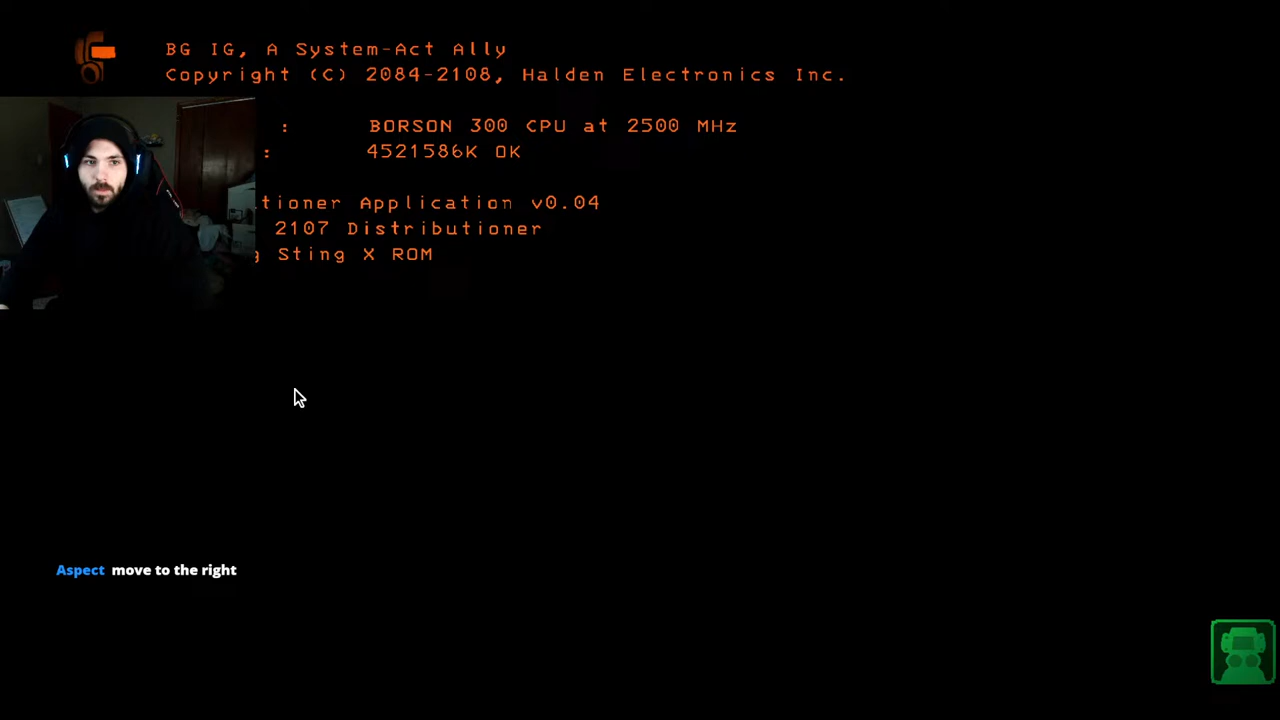 BG IG, A System-Act Ally
Copyright (C) 2084-2108, Halden Electronics Inc.
: BORSON 300 CPU at 2500 MHz
: 4521586K OK
tioner Application v0.04
2107 Distributioner
g Sting X ROM
Aspect move to the right